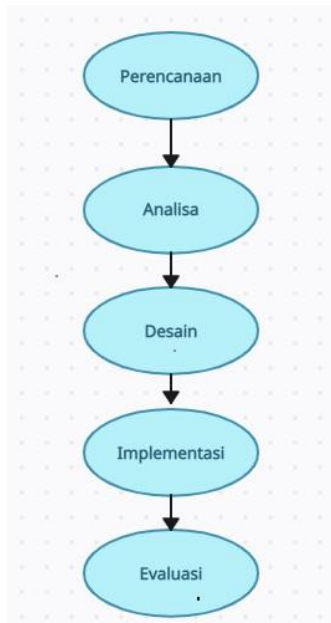 Perencanaan
Analisa
Desain
Implementasi
Evaluasi